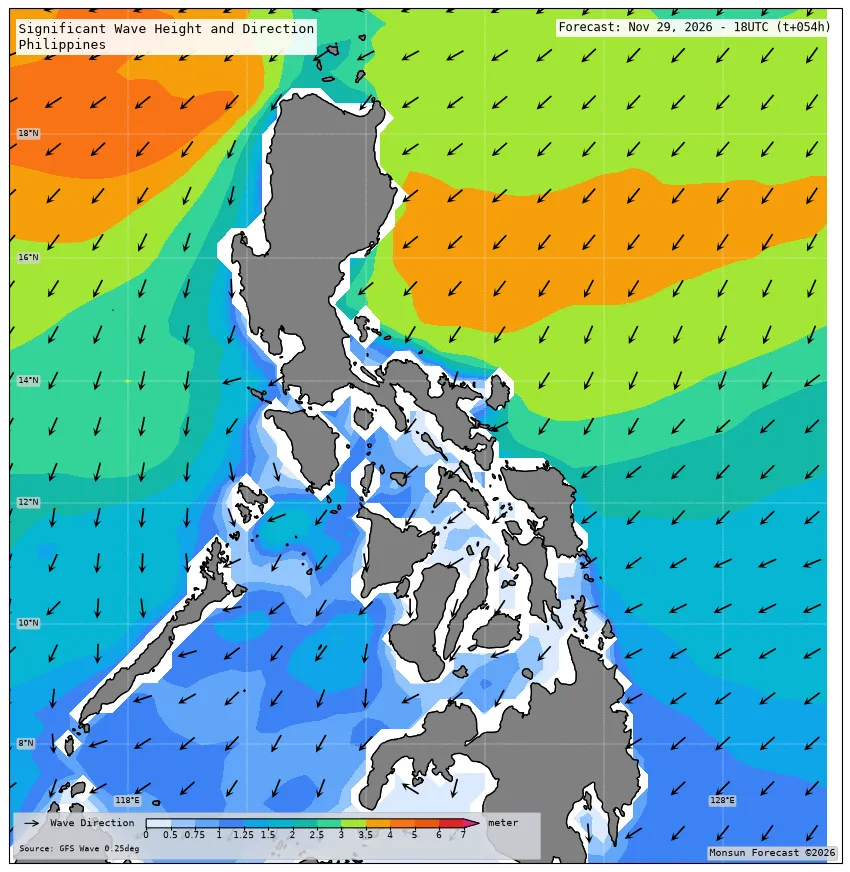 Significant Wave Height and Direction
Philippines
Forecast: Nov 29, 2026 - 18UTC (t+054h)
18°N
16°N
14°N
12°N
10°N
8°N
118°E
128°E
Wave Direction
meter
0 0.5 0.75 1 1.25 1.5 2 2.5 3 3.5 4 5 6 7
Source: GFS Wave 0.25deg
Monsun Forecast ©2026